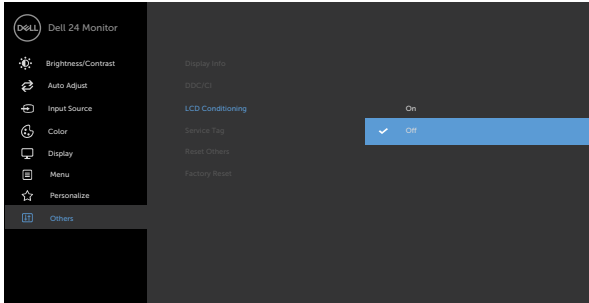 DELL Dell 24 Monitor
Brightness/Contrast
Auto Adjust
Input Source
Color
Display
Menu
Personalize
Others
Display Info
DDC/CI
LCD Conditioning
Service Tag
Reset Others
Factory Reset
On
Off